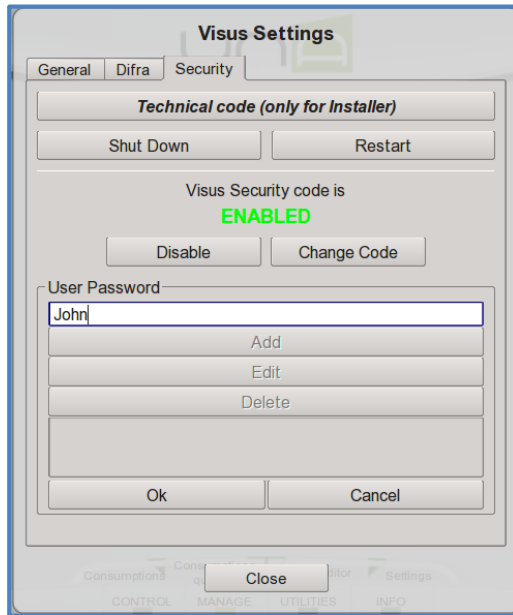 Visus Settings
General Difra Security
Technical code (only for Installer)
Shut Down Restart
Visus Security code is
ENABLED
Disable Change Code
User Password
John
Add
Edit
Delete
Ok Cancel
Consumptions Settings
Close
CONTROL MANAGE UTILITIES INFO